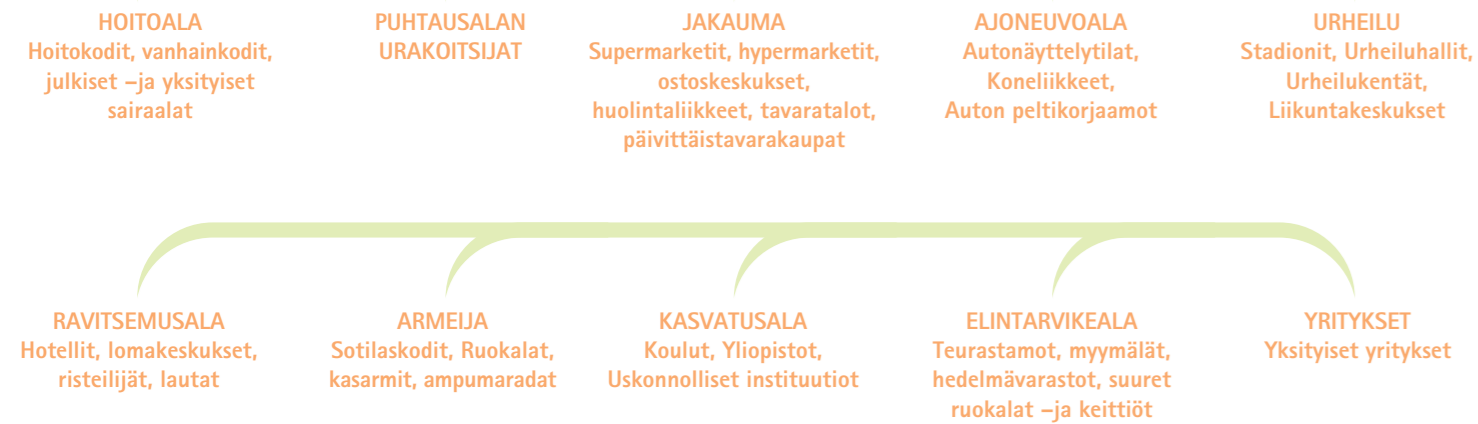 HOITOALA
Hoitokodit, vanhainkodit,
julkiset –ja yksityiset
sairaalat
PUHTAUSALAN
URAKOITSIJAT
JAKAUMA
Supermarketit, hypermarketit,
ostoskeskukset,
huolintaliikkeet, tavaratalot,
päivittäistavarakaupat
AJONEUVOALA
Autonäyttelytilat,
Koneliikkeet,
Auton peltikorjaamot
URHEILU
Stadionit, Urheiluhallit,
Urheilukentät,
Liikuntakeskukset
RAVITSEMUSALA
Hotellit, lomakeskukset,
risteilijät, lautat
ARMEIJA
Sotilaskodit, Ruokalat,
kasarmit, ampumaradat
KASVATUSALA
Koulut, Yliopistot,
Uskonnolliset instituutiot
ELINTARVIKEALA
Teurastamot, myymälät,
hedelmävarastot, suuret
ruokalat –ja keittiöt
YRITYKSET
Yksityiset yritykset